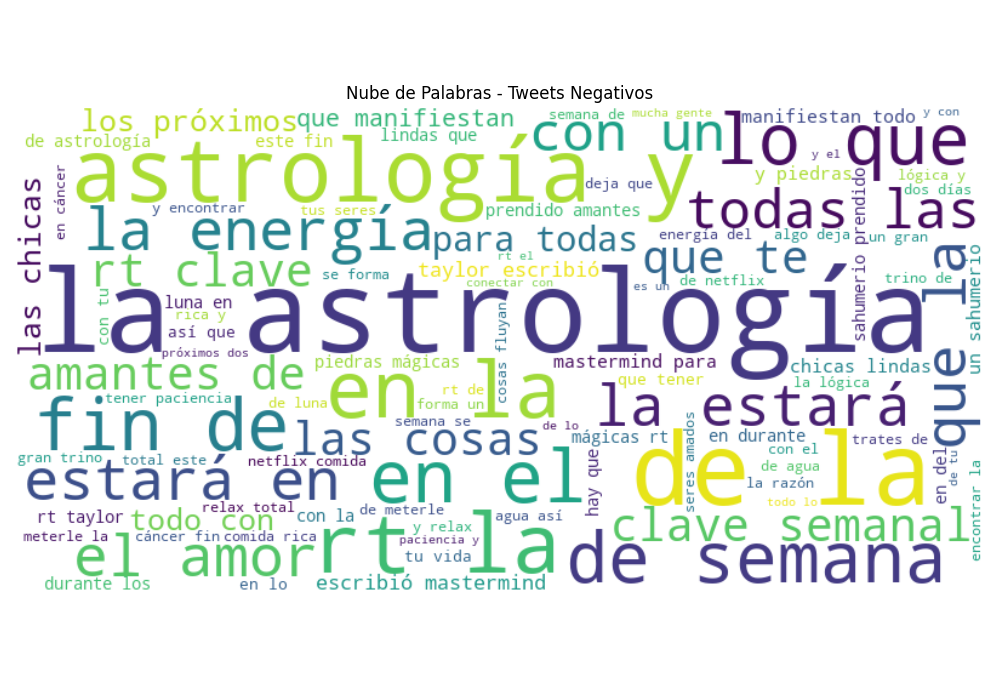 Nube de Palabras - Tweets Negativos
los próximos
que manifiestan
semana de
mucha gente
manifiestan todo
y con
de astrología
este fin
lindas que
con un
lo que
astrología y
y el
y piedras
lógica y
en cáncer
deja que
dos días
las chicas
y encontrar
tus seres
prendido amantes
todas las
la energía
para todas
energía del
algo deja
un gran
rt clave
se forma
taylor escribió
rt el
conectar con
que te
de netflix
es un
sahumerio prendido
trino de
que la
un sahumerio
la astrología
con tu
luna en
rica y
así que
próximos dos
cosas fluyan
piedras mágicas
mastermind para
chicas lindas
amantes de
en la
que tener
la lógica
tener paciencia
de luna
rt de
forma un
la estará
fin de
las cosas
semana se
de lo
mágicas rt
seres amados
en durante
trates de
gran trino
total este
netflix comida
en el
hay que
de la
con el
de agua
la razón
en del
de tu
encontrar la
estará en
relax total
todo lo
rt taylor
todo con
con la
de meterle
agua así
clave semanal
meterle la
cáncer fin
comida rica
y relax
paciencia y
rt la
el amor
tu vida
de semana
durante los
en lo
escribió mastermind